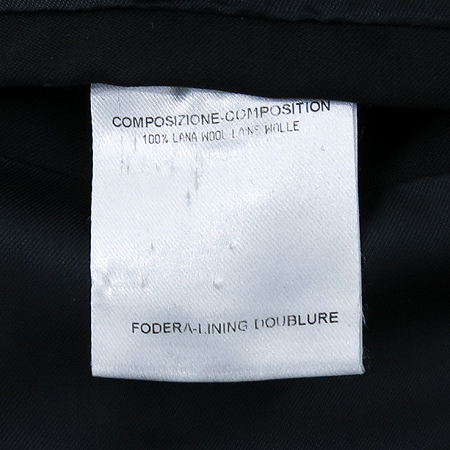 COMPOSIZIONE-COMPOSITION
100% LANA WOOL LAINE WOLLE
FODERA-LINING DOUBLURE